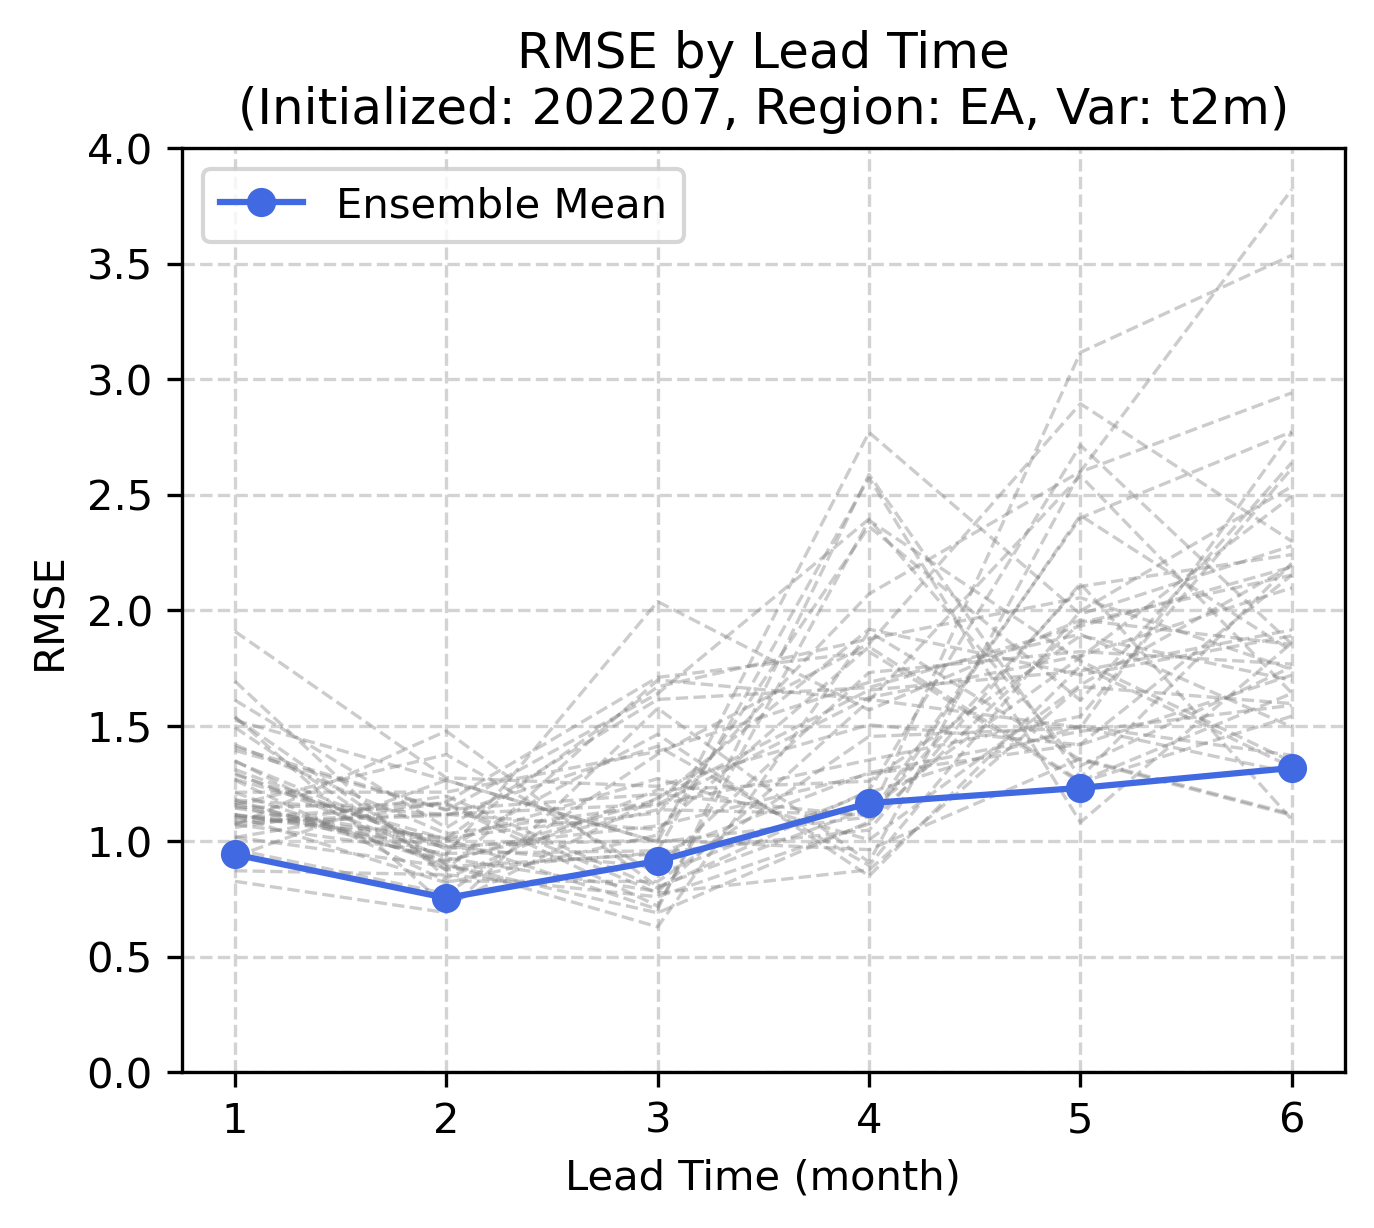 RMSE by Lead Time
(Initialized: 202207, Region: EA, Var: t2m)
Ensemble Mean
RMSE
4.0
3.5
3.0
2.5
2.0
1.5
1.0
0.5
0.0
1 2 3 4 5 6
Lead Time (month)